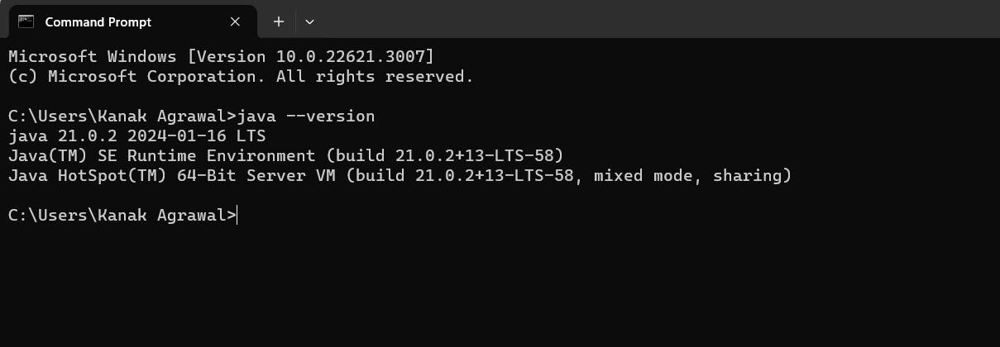 Command Prompt
Microsoft Windows [Version 10.0.22621.3007]
(c) Microsoft Corporation. All rights reserved.
C:\Users\Kanak Agrawal>java --version
java 21.0.2 2024-01-16 LTS
Java(TM) SE Runtime Environment (build 21.0.2+13-LTS-58)
Java HotSpot(TM) 64-Bit Server VM (build 21.0.2+13-LTS-58, mixed mode, sharing)
C:\Users\Kanak Agrawal>